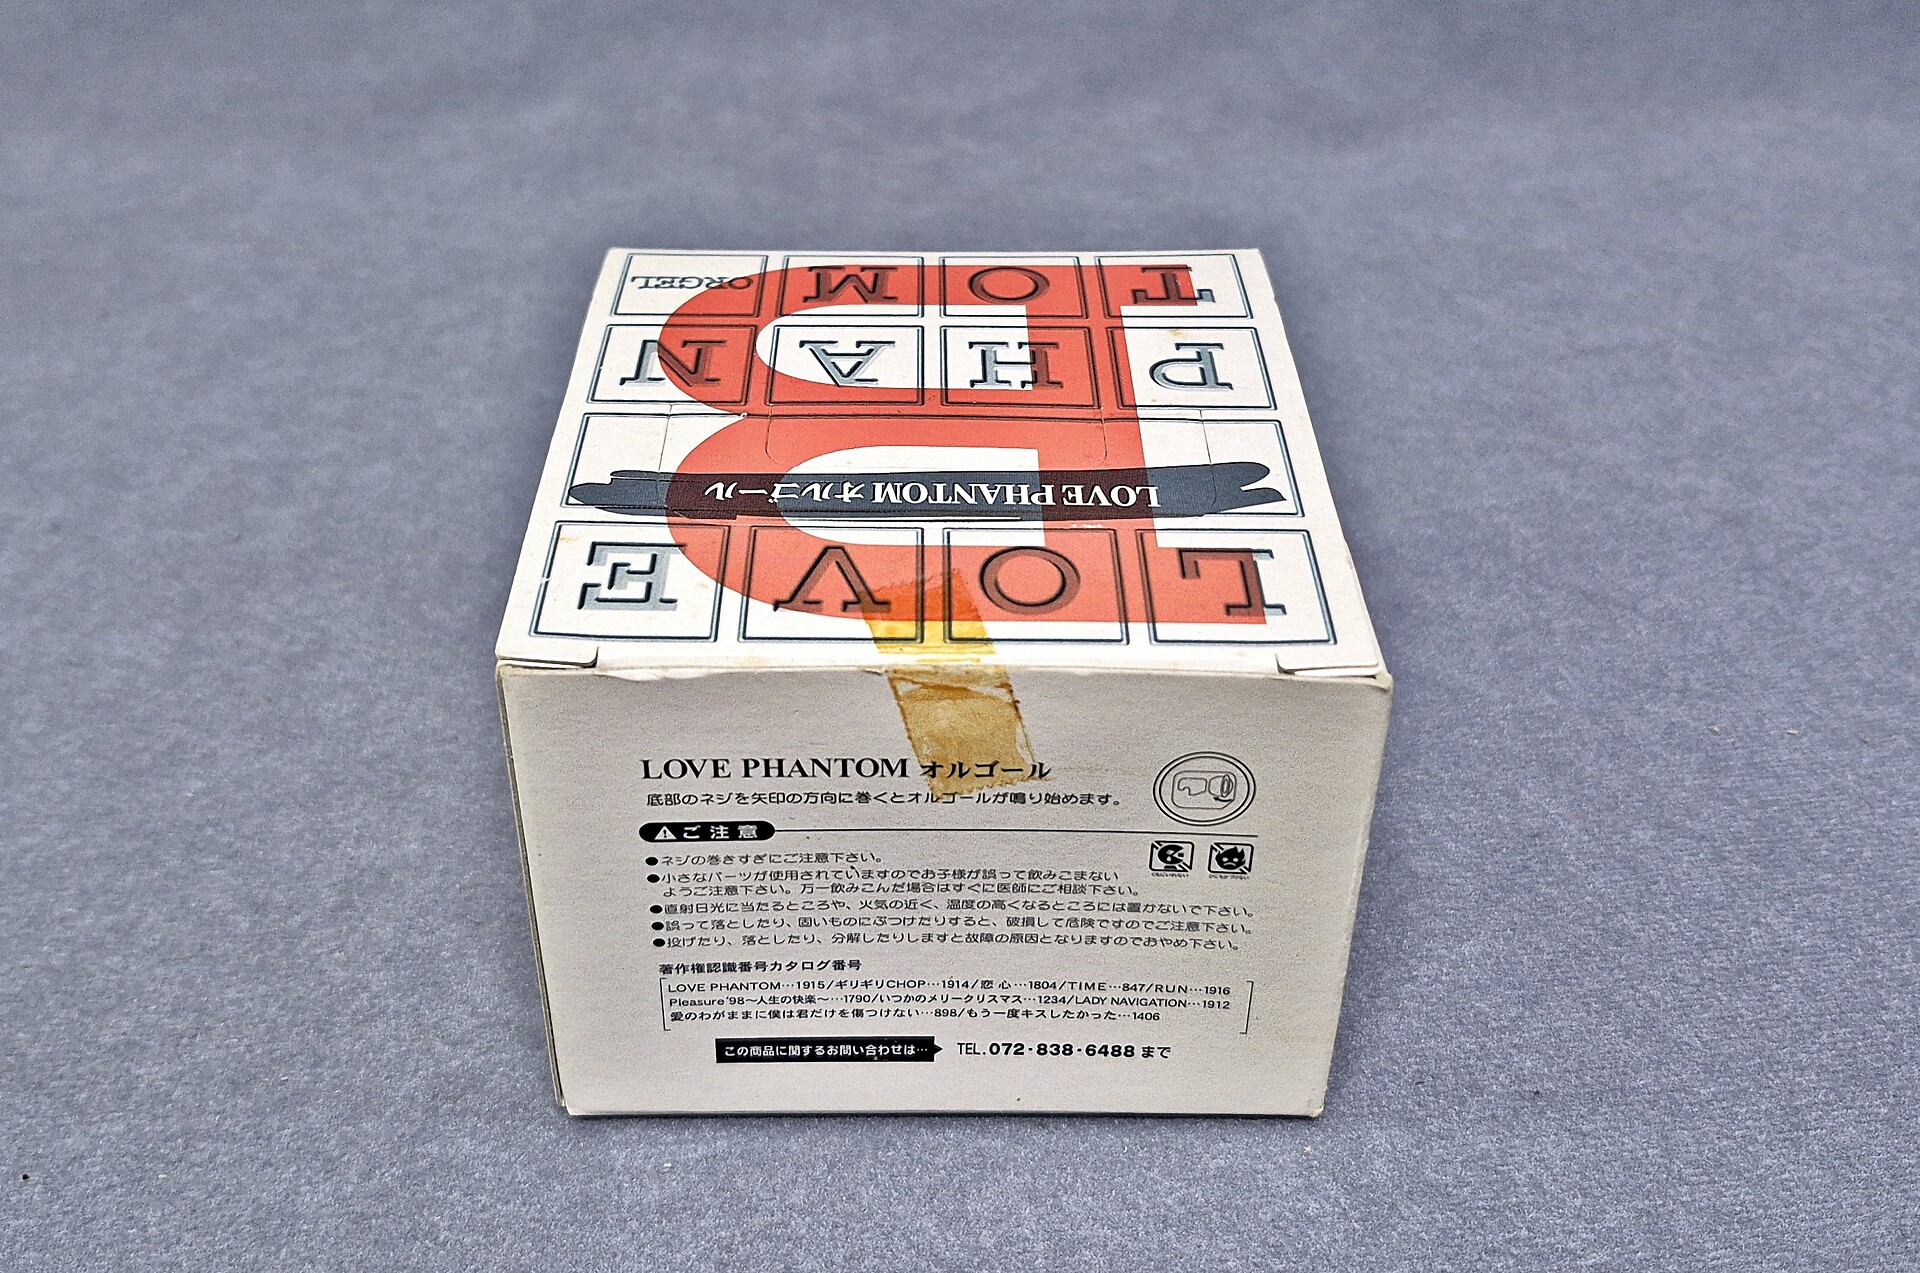 LOVE
LOVE PHANTOM オルゴール
PHAN
TOM ORGEL
B
LOVE PHANTOM オルゴール
底部のネジを矢印の方向に巻くとオルゴールが鳴り始めます。
ご注意
●ネジの巻きすぎにご注意下さい。
●小さなパーツが使用されていますのでお子様が誤って飲みこまない
ようご注意下さい。万一飲みこんだ場合はすぐに医師にご相談下さい。
●直射日光に当たるところや、火気の近く、温度の高くなるところには置かないで下さい。
●誤って落としたり、固いものにぶつけたりすると、破損して危険ですのでご注意下さい。
●投げたり、落としたり、分解したりしますと故障の原因となりますのでおやめ下さい。
著作権認識番号カタログ番号
LOVE PHANTOM…1915/ギリギリCHOP…1914/恋心…1804/TIME…847/RUN…1916
Pleasure'98〜人生の快楽〜…1790/いつかのメリークリスマス…1234/LADY NAVIGATION…1912
愛のわがままに僕は君だけを傷つけない…898/もう一度キスしたかった…1406
この商品に関するお問い合わせは… TEL.072-838-6488 まで